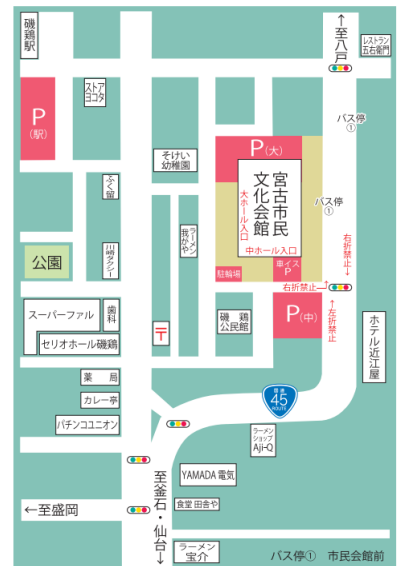 磯鶏駅
←至八戸
レストラン
五右衛門
ストア
ヨコタ
P
(駅)
バス停
①
P(大)
そけい
幼稚園
宮古市民
文化会館
大ホール入口
中ホール入口
ふく留
バス停
①
ラーメン
我がや
右折禁止→
川崎タクシー
公園
駐輪場
車イス
P
右折禁止→
←左折禁止
スーパーファル
歯科
セリオホール磯鶏
〒
磯鶏
公民館
P(中)
ホテル近江屋
薬局
カレー亭
パチンコユニオン
国道
45
ROUTE
ラーメン
ショップ
Aji-Q
YAMADA電気
至釜石・仙台→
食堂 田舎や
←至盛岡
ラーメン
宝介
バス停① 市民会館前